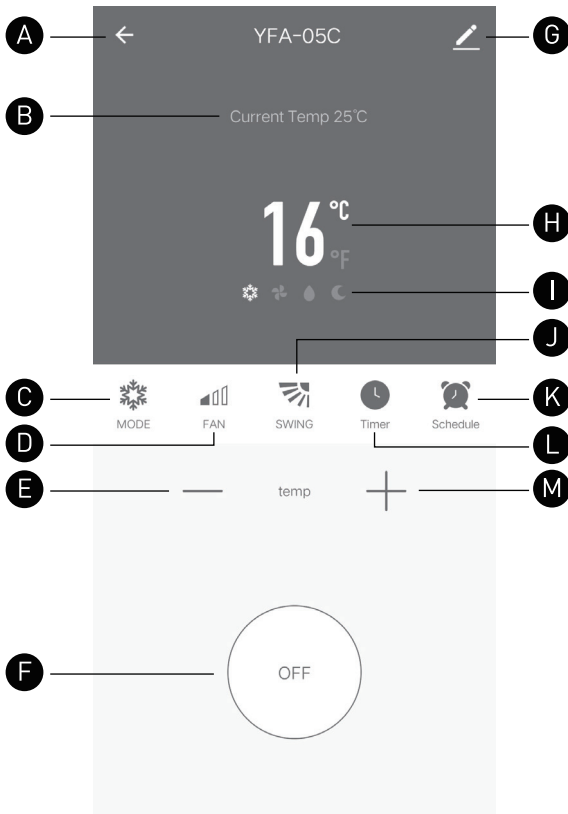 A YFA-05C G
B Current Temp 25°C
16 °C H
°F
I
J
C MODE FAN SWING Timer Schedule K
D L
E temp M
F OFF